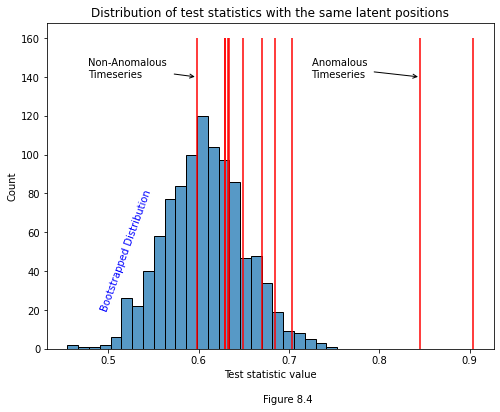 Distribution of test statistics with the same latent positions
160
140
120
100
80
60
40
20
0
Count
Non-Anomalous
Timeseries
Anomalous
Timeseries
Bootstrapped Distribution
0.5 0.6 0.7 0.8 0.9
Test statistic value
Figure 8.4